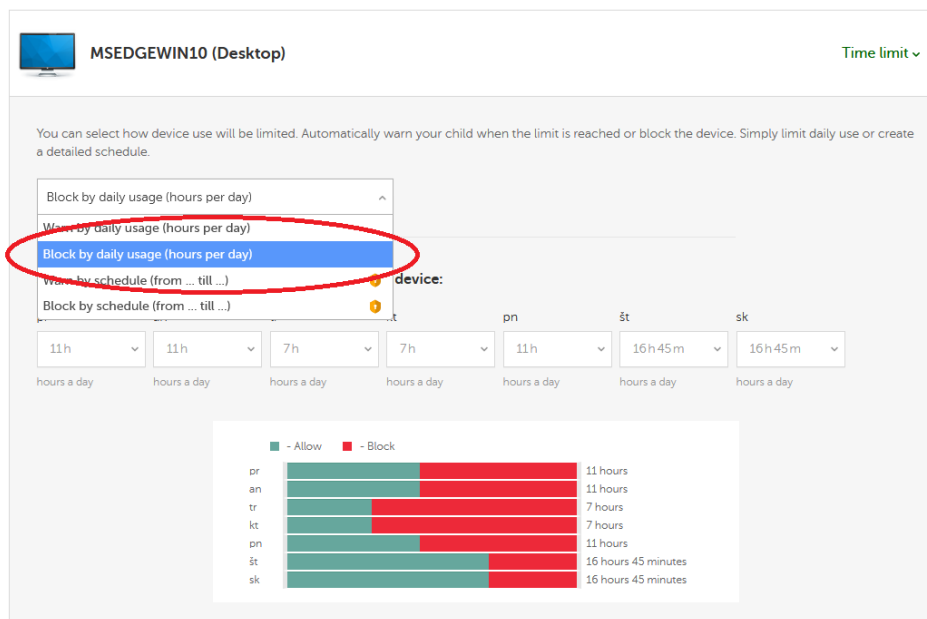 MSEDGEWIN10 (Desktop)
Time limit
You can select how device use will be limited. Automatically warn your child when the limit is reached or block the device. Simply limit daily use or create
a detailed schedule.
Block by daily usage (hours per day)
Warn by daily usage (hours per day)
Block by daily usage (hours per day)
Warn by schedule (from ... till ...)
device:
Block by schedule (from ... till ...)
pn št sk
11 h 11 h 7 h 7 h 11 h 16 h 45 m 16 h 45 m
hours a day hours a day hours a day hours a day hours a day hours a day hours a day
- Allow - Block
pr 11 hours
an 11 hours
tr 7 hours
kt 7 hours
pn 11 hours
št 16 hours 45 minutes
sk 16 hours 45 minutes